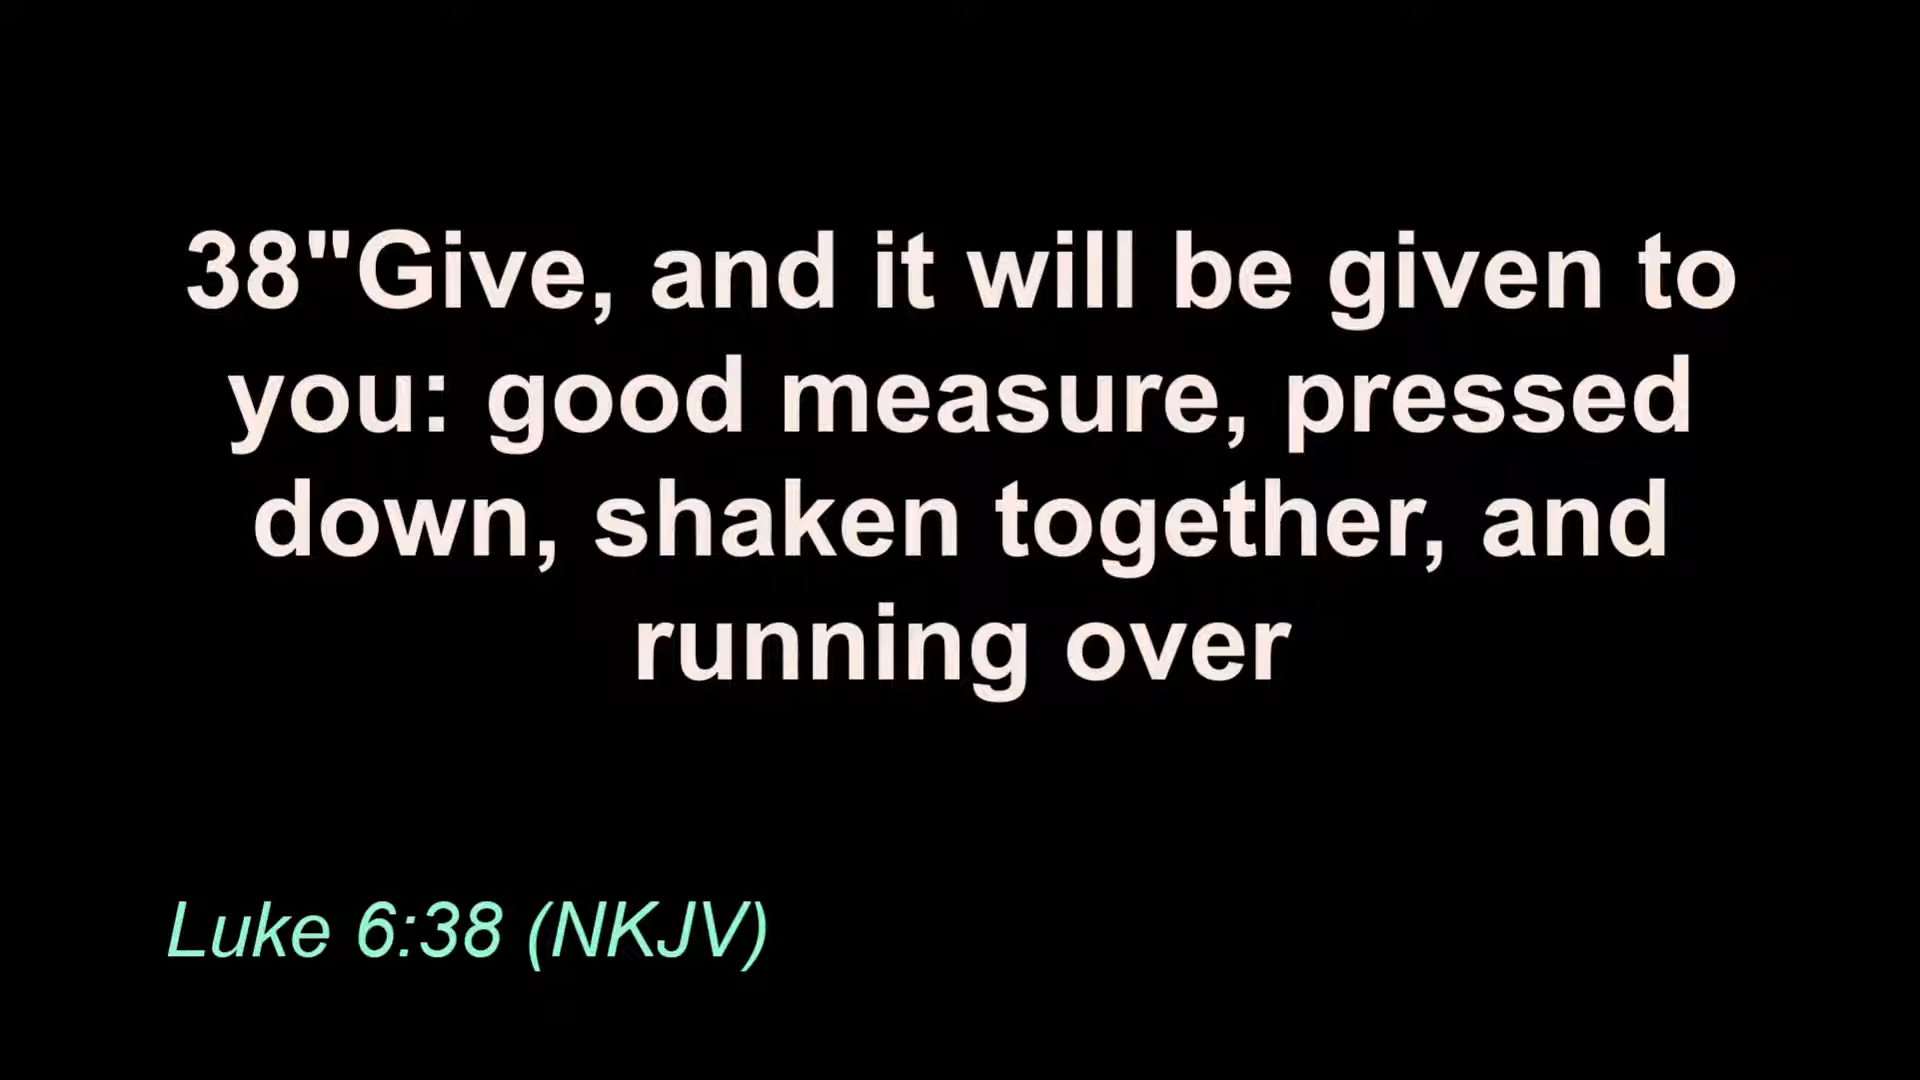 38"Give, and it will be given to
you: good measure, pressed
down, shaken together, and
running over
Luke 6:38 (NKJV)